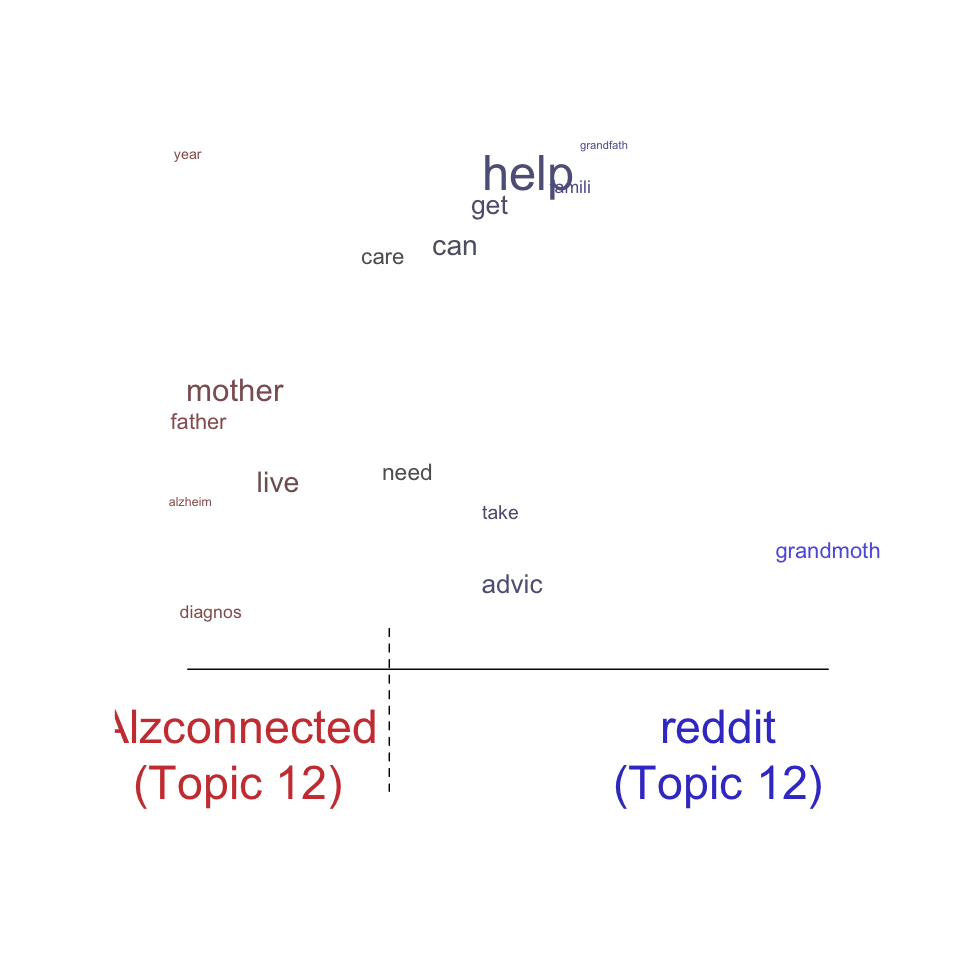 grandfath
year
help
famili
get
can
care
mother
father
need
live
alzheim
take
grandmoth
advic
diagnos
Alzconnected reddit
(Topic 12) (Topic 12)